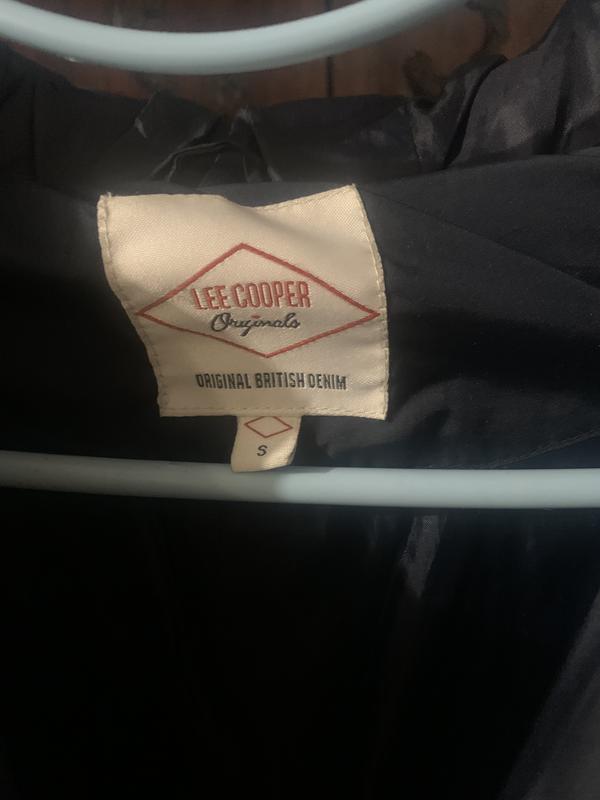 LEE COOPER
Originals
ORIGINAL BRITISH DENIM
S